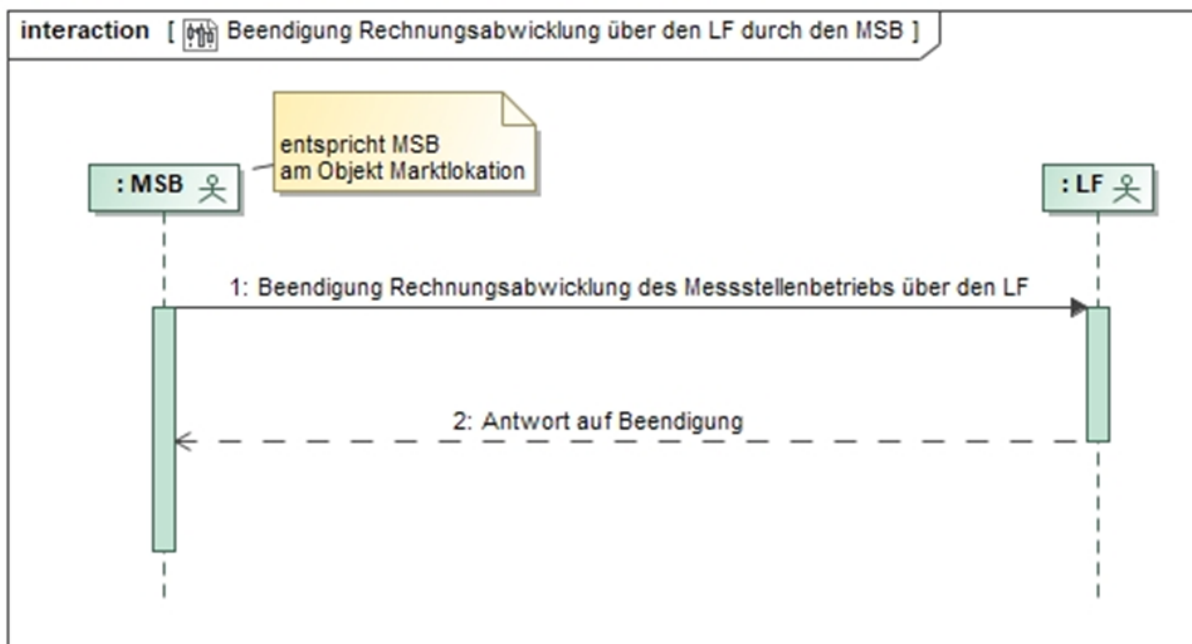 interaction [ Beendigung Rechnungsabwicklung über den LF durch den MSB ]
entspricht MSB
am Objekt Marktlokation
: MSB
: LF
1: Beendigung Rechnungsabwicklung des Messstellenbetriebs über den LF
2: Antwort auf Beendigung